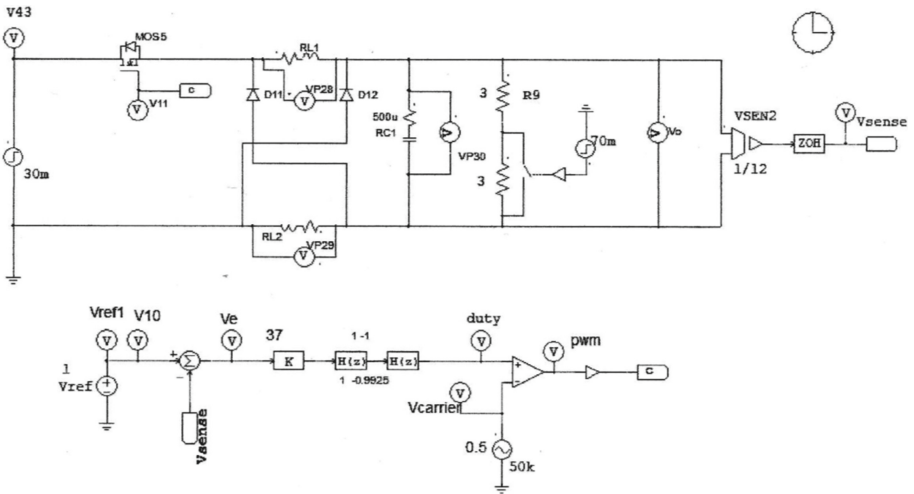 V43
V
MOS5
V
V11
c
RL1
VP28
V
D11
D12
500u
RC1
V
VP30
3
R9
3
70m
V
Vo
VSEN2
1/12
ZOH
V
Vsense
30m
RL2
VP29
V
Vref1
V10
V
V
1
Vref
+
Σ
-
Vsense
Ve
V
37
K
1 -1
H(z)
H(z)
1 -0.9925
duty
V
+
-
pwm
V
c
Vcarrier
V
0.5
50k